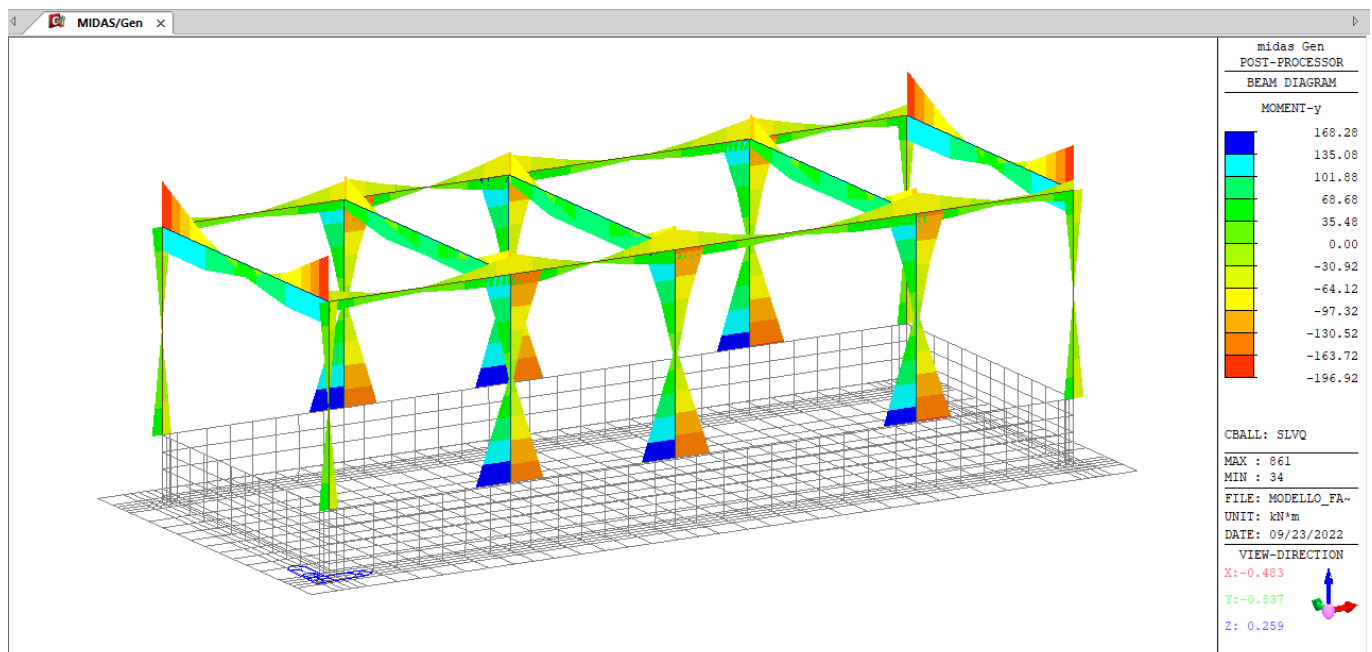 MIDAS/Gen
midas Gen
POST-PROCESSOR
BEAM DIAGRAM
MOMENT-y
168.28
135.08
101.88
68.68
35.48
0.00
-30.92
-64.12
-97.32
-130.52
-163.72
-196.92
CBALL: SLVQ
MAX : 861
MIN : 34
FILE: MODELLO_FA~
UNIT: kN*m
DATE: 09/23/2022
VIEW-DIRECTION
X:-0.483
Y:-0.837
Z: 0.259